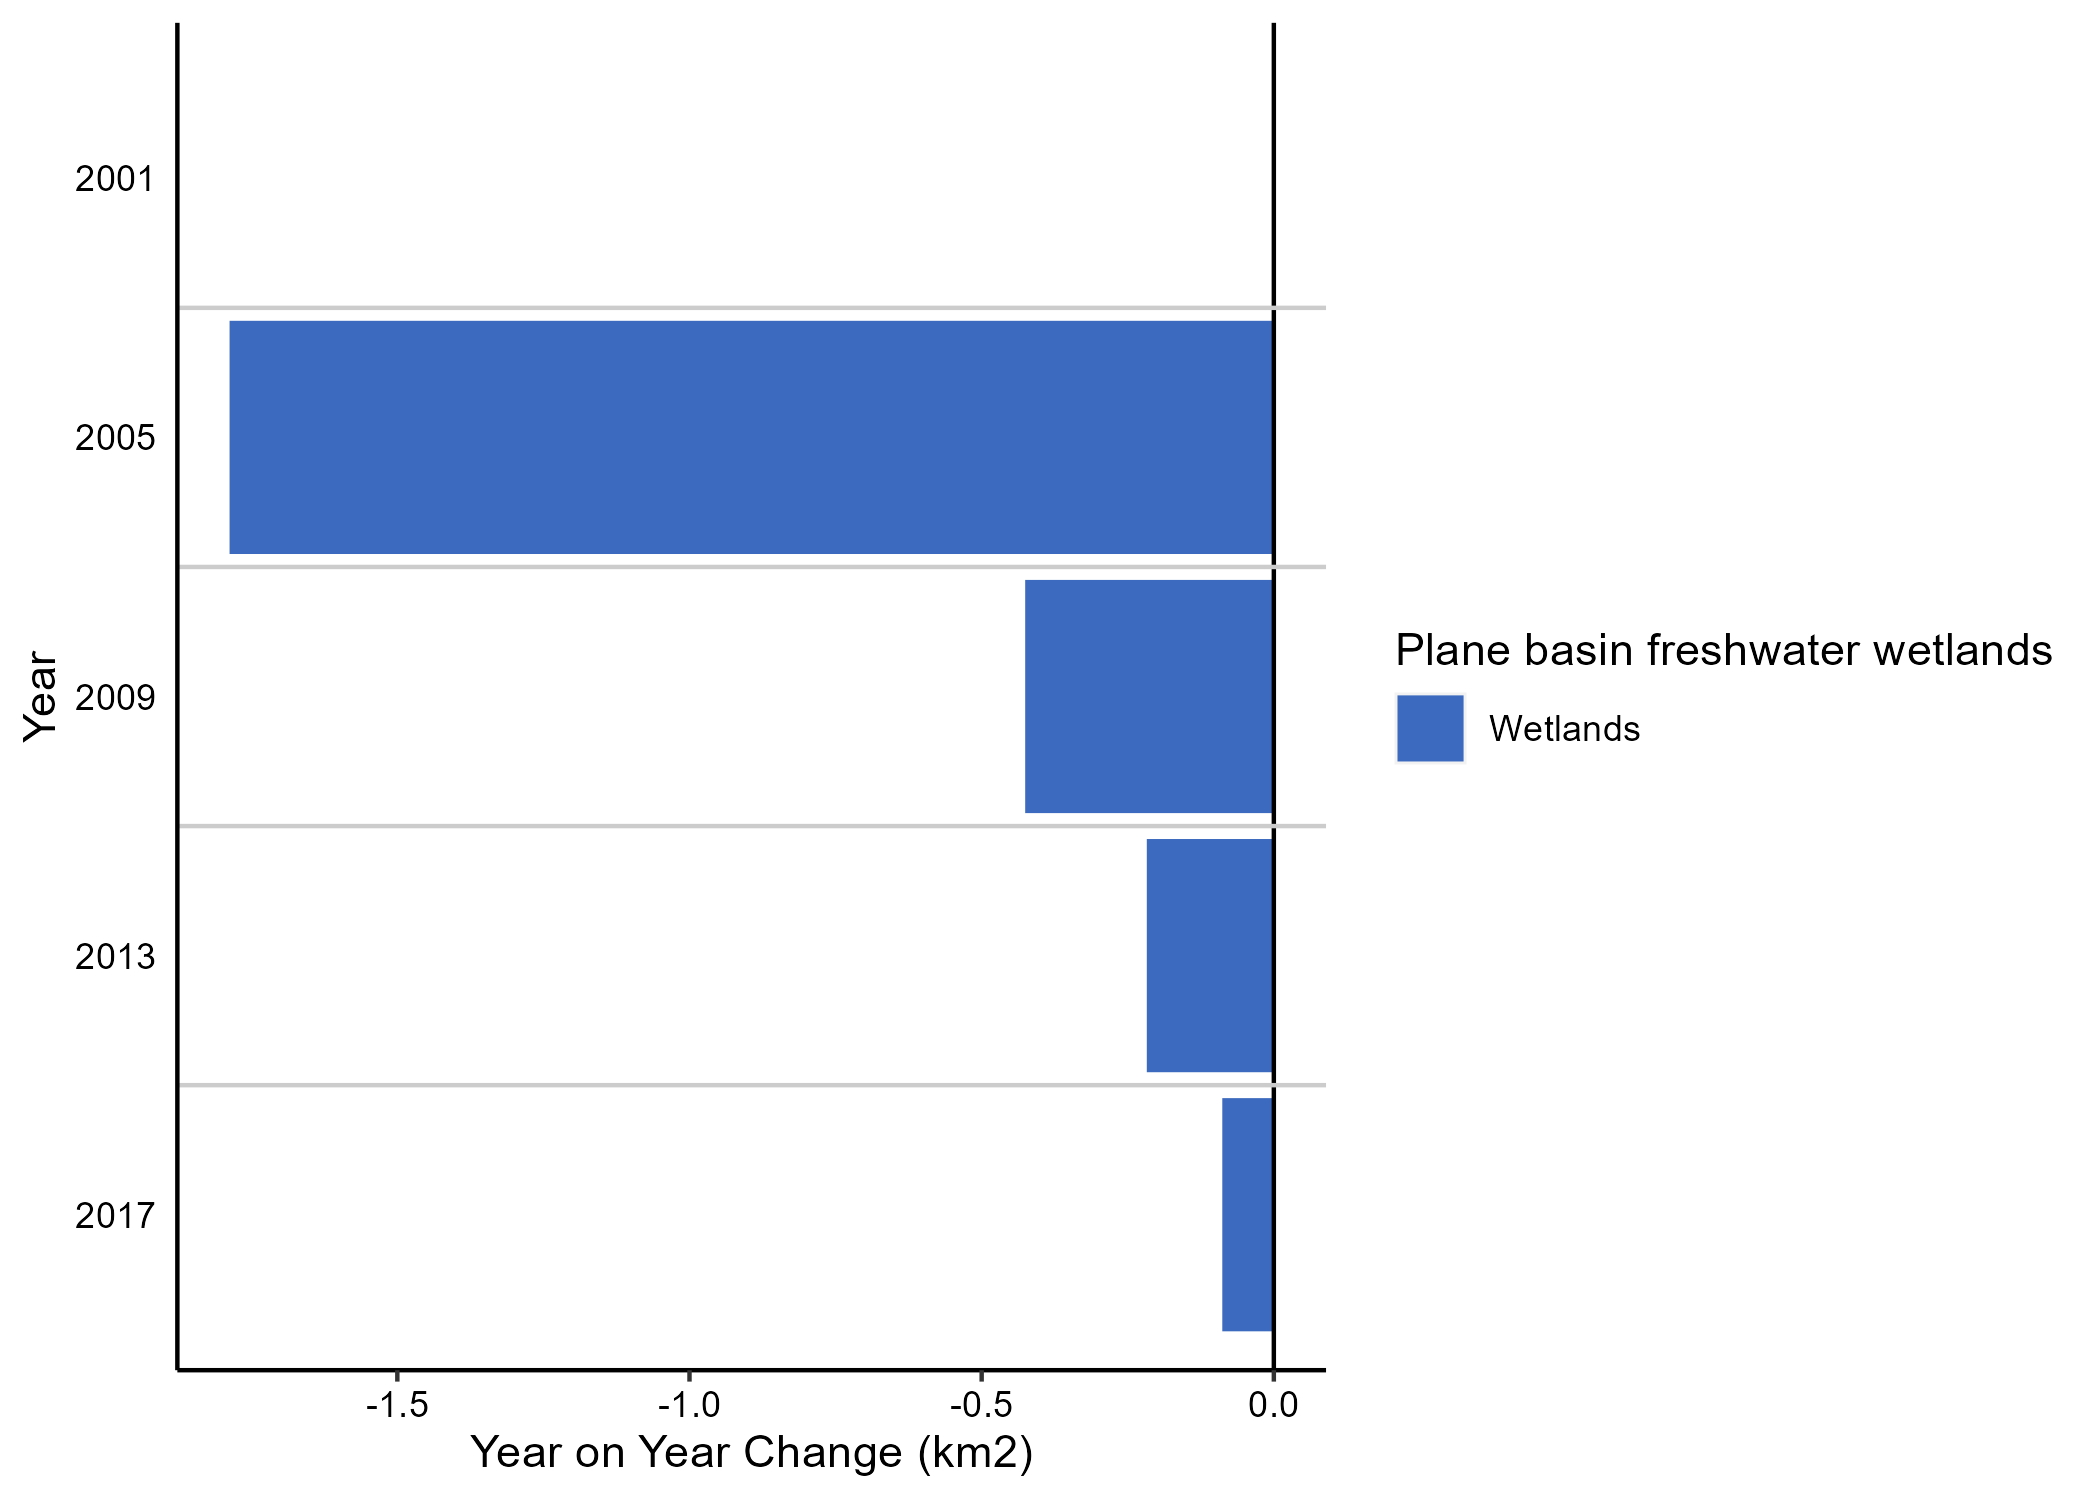 Year
2001
2005
2009
2013
2017
-1.5 -1.0 -0.5 0.0
Year on Year Change (km2)
Plane basin freshwater wetlands
Wetlands